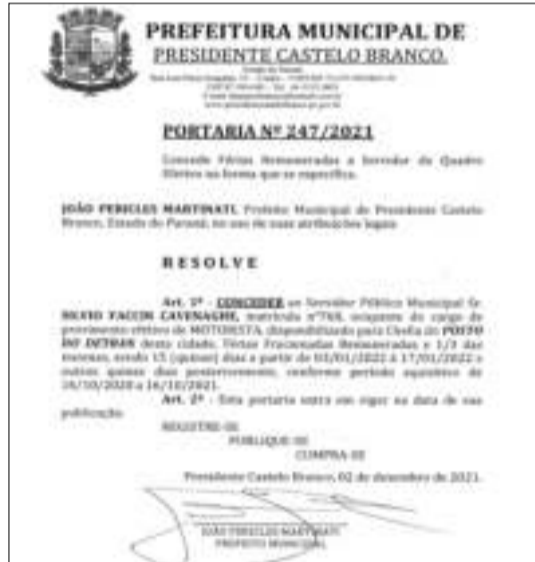 PREFEITURA MUNICIPAL DE
PRESIDENTE CASTELO BRANCO.
Estado do Paraná
PORTARIA Nº 247/2021
Concede Férias Remuneradas a Servidor do Quadro
Efetivo na forma que se especifica.
JOÃO PERICLES MARTINATI, Prefeito Municipal de Presidente Castelo
Branco, Estado do Paraná, no uso de suas atribuições legais
RESOLVE
Art. 1º - CONCEDER ao Servidor Público Municipal Sr.
SILVIO FACCIN CAVENAGHE, matrícula nº768, ocupante do cargo de
provimento efetivo de MOTORISTA, disponibilizado para Chefia do POSTO
DO DETRAN desta cidade, Férias Fracionadas Remuneradas e 1/3 das
mesmas, sendo 15 (quinze) dias a partir de 03/01/2022 à 17/01/2022 e
outros quinze dias posteriormente, conforme período aquisitivo de
/10/2020 a 16/10/2021.
Art. 2º - Esta portaria entra em vigor na data de sua
publicação.
REGISTRE-SE
PUBLIQUE-SE
CUMPRA-SE
Presidente Castelo Branco, 02 de dezembro de 2021.
JOÃO PERICLES MARTINATI
PREFEITO MUNICIPAL